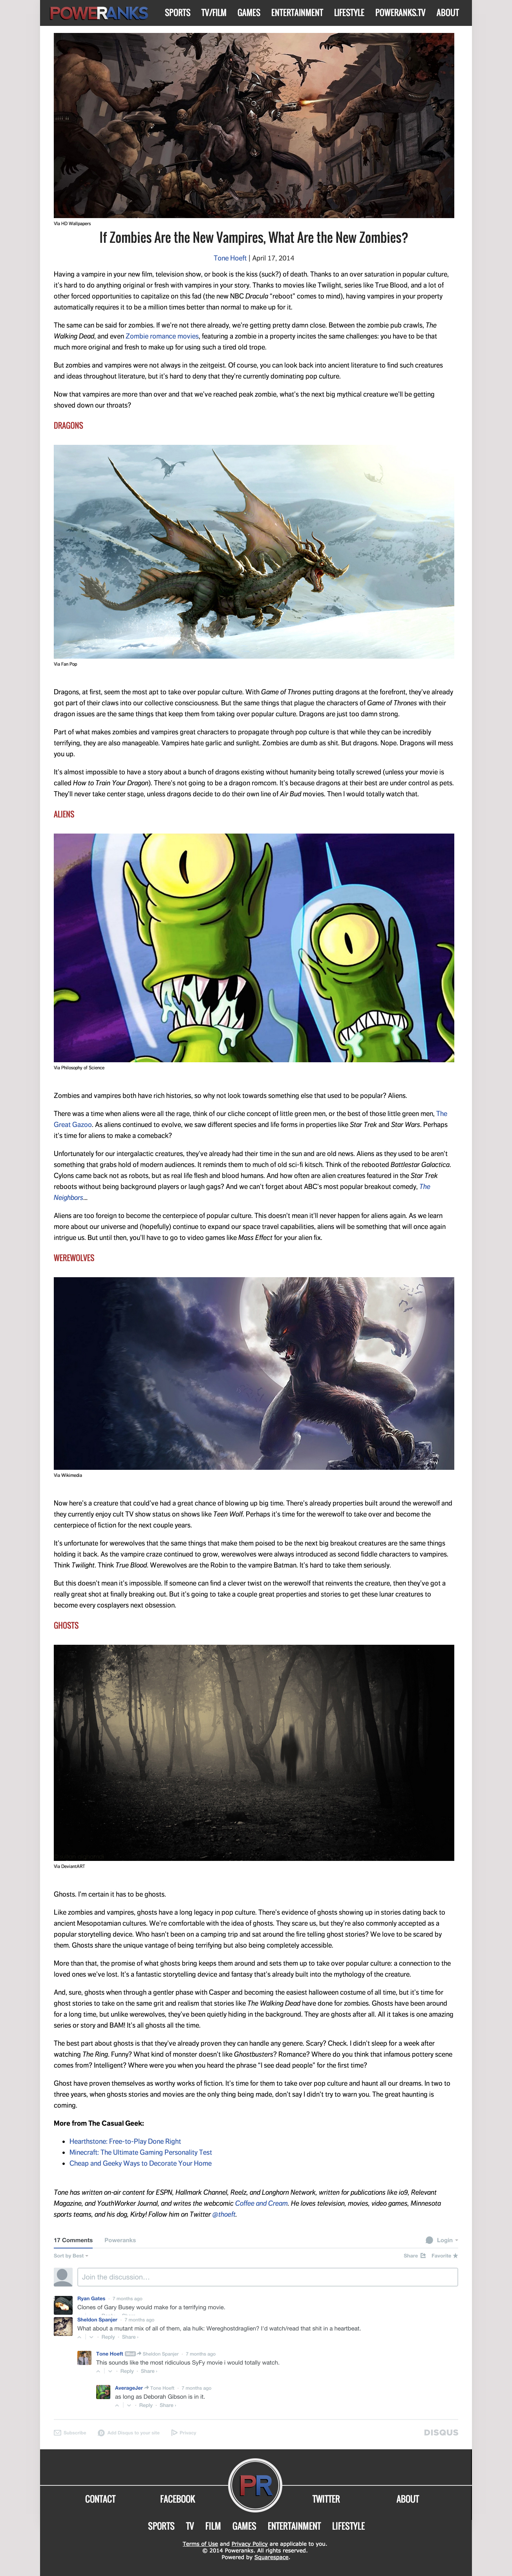 POWERANKS SPORTS TV/FILM GAMES ENTERTAINMENT LIFESTYLE POWERANKS.TV ABOUT
Via HD Wallpapers
If Zombies Are the New Vampires, What Are the New Zombies?
Tone Hoeft | April 17, 2014
Having a vampire in your new film, television show, or book is the kiss (suck?) of death. Thanks to an over saturation in popular culture,
it's hard to do anything original or fresh with vampires in your story. Thanks to movies like Twilight, series like True Blood, and a lot of
other forced opportunities to capitalize on this fad (the new NBC Dracula "reboot" comes to mind), having vampires in your property
automatically requires it to be a million times better than normal to make up for it.
The same can be said for zombies. If we're not there already, we're getting pretty damn close. Between the zombie pub crawls, The
Walking Dead, and even Zombie romance movies, featuring a zombie in a property incites the same challenges: you have to be that
much more original and fresh to make up for using such a tired old trope.
But zombies and vampires were not always in the zeitgeist. Of course, you can look back into ancient literature to find such creatures
and ideas throughout literature, but it's hard to deny that they're currently dominating pop culture.
Now that vampires are more than over and that we've reached peak zombie, what's the next big mythical creature we'll be getting
shoved down our throats?
DRAGONS
Via Fan Pop
Dragons, at first, seem the most apt to take over popular culture. With Game of Thrones putting dragons at the forefront, they've already
got part of their claws into our collective consciousness. But the same things that plague the characters of Game of Thrones with their
dragon issues are the same things that keep them from taking over popular culture. Dragons are just too damn strong.
Part of what makes zombies and vampires great characters to propagate through pop culture is that while they can be incredibly
terrifying, they are also manageable. Vampires hate garlic and sunlight. Zombies are dumb as shit. But dragons. Nope. Dragons will mess
you up.
It's almost impossible to have a story about a bunch of dragons existing without humanity being totally screwed (unless your movie is
called How to Train Your Dragon). There's not going to be a dragon romcom. It's because dragons at their best are under control as pets.
They'll never take center stage, unless dragons decide to do their own line of Air Bud movies. Then I would totally watch that.
ALIENS
Via Philosophy of Science
Zombies and vampires both have rich histories, so why not look towards something else that used to be popular? Aliens.
There was a time when aliens were all the rage, think of our cliche concept of little green men, or the best of those little green men, The
Great Gazoo. As aliens continued to evolve, we saw different species and life forms in properties like Star Trek and Star Wars. Perhaps
it's time for aliens to make a comeback?
Unfortunately for our intergalactic creatures, they've already had their time in the sun and are old news. Aliens as they used to be aren't
something that grabs hold of modern audiences. It reminds them too much of old sci-fi kitsch. Think of the rebooted Battlestar Galactica.
Cylons came back not as robots, but as real life flesh and blood humans. And how often are alien creatures featured in the Star Trek
reboots without being background players or laugh gags? And we can't forget about ABC's most popular breakout comedy, The
Neighbors...
Aliens are too foreign to become the centerpiece of popular culture. This doesn't mean it'll never happen for aliens again. As we learn
more about our universe and (hopefully) continue to expand our space travel capabilities, aliens will be something that will once again
intrigue us. But until then, you'll have to go to video games like Mass Effect for your alien fix.
WEREWOLVES
Via Wikimedia
Now here's a creature that could've had a great chance of blowing up big time. There's already properties built around the werewolf and
they currently enjoy cult TV show status on shows like Teen Wolf. Perhaps it's time for the werewolf to take over and become the
centerpiece of fiction for the next couple years.
It's unfortunate for werewolves that the same things that make them poised to be the next big breakout creatures are the same things
holding it back. As the vampire craze continued to grow, werewolves were always introduced as second fiddle characters to vampires.
Think Twilight. Think True Blood. Werewolves are the Robin to the vampire Batman. It's hard to take them seriously.
But this doesn't mean it's impossible. If someone can find a clever twist on the werewolf that reinvents the creature, then they've got a
really great shot at finally breaking out. But it's going to take a couple great properties and stories to get these lunar creatures to
become every cosplayers next obsession.
GHOSTS
Via DeviantART
Ghosts. I'm certain it has to be ghosts.
Like zombies and vampires, ghosts have a long legacy in pop culture. There's evidence of ghosts showing up in stories dating back to
ancient Mesopotamian cultures. We're comfortable with the idea of ghosts. They scare us, but they're also commonly accepted as a
popular storytelling device. Who hasn't been on a camping trip and sat around the fire telling ghost stories? We love to be scared by
them. Ghosts share the unique vantage of being terrifying but also being completely accessible.
More than that, the promise of what ghosts bring keeps them around and sets them up to take over popular culture: a connection to the
loved ones we've lost. It's a fantastic storytelling device and fantasy that's already built into the mythology of the creature.
And, sure, ghosts when through a gentler phase with Casper and becoming the easiest halloween costume of all time, but it's time for
ghost stories to take on the same grit and realism that stories like The Walking Dead have done for zombies. Ghosts have been around
for a long time, but unlike werewolves, they've been quietly hiding in the background. They are ghosts after all. All it takes is one amazing
series or story and BAM! It's all ghosts all the time.
The best part about ghosts is that they've already proven they can handle any genre. Scary? Check. I didn't sleep for a week after
watching The Ring. Funny? What kind of monster doesn't like Ghostbusters? Romance? Where do you think that infamous pottery scene
comes from? Intelligent? Where were you when you heard the phrase "I see dead people" for the first time?
Ghost have proven themselves as worthy works of fiction. It's time for them to take over pop culture and haunt all our dreams. In two to
three years, when ghosts stories and movies are the only thing being made, don't say I didn't try to warn you. The great haunting is
coming.
More from The Casual Geek:
Hearthstone: Free-to-Play Done Right
Minecraft: The Ultimate Gaming Personality Test
Cheap and Geeky Ways to Decorate Your Home
Tone has written on-air content for ESPN, Hallmark Channel, Reelz, and Longhorn Network, written for publications like io9, Relevant
Magazine, and YouthWorker Journal, and writes the webcomic Coffee and Cream. He loves television, movies, video games, Minnesota
sports teams, and his dog, Kirby! Follow him on Twitter @thoeft.
17 Comments Poweranks Login
Sort by Best Share Favorite
Join the discussion…
Ryan Gates · 7 months ago
Clones of Gary Busey would make for a terrifying movie.
Sheldon Spanjer · 7 months ago
What about a mutant mix of all of them, ala hulk: Wereghostdraglien? I'd watch/read that shit in a heartbeat.
Reply · Share ›
Tone Hoeft Mod Sheldon Spanjer · 7 months ago
This sounds like the most ridiculous SyFy movie i would totally watch.
Reply · Share ›
AverageJer Tone Hoeft · 7 months ago
as long as Deborah Gibson is in it.
Reply · Share ›
Subscribe Add Disqus to your site Privacy DISQUS
PR
CONTACT FACEBOOK TWITTER ABOUT
SPORTS TV FILM GAMES ENTERTAINMENT LIFESTYLE
Terms of Use and Privacy Policy are applicable to you.
© 2014 Poweranks. All rights reserved.
Powered by Squarespace.